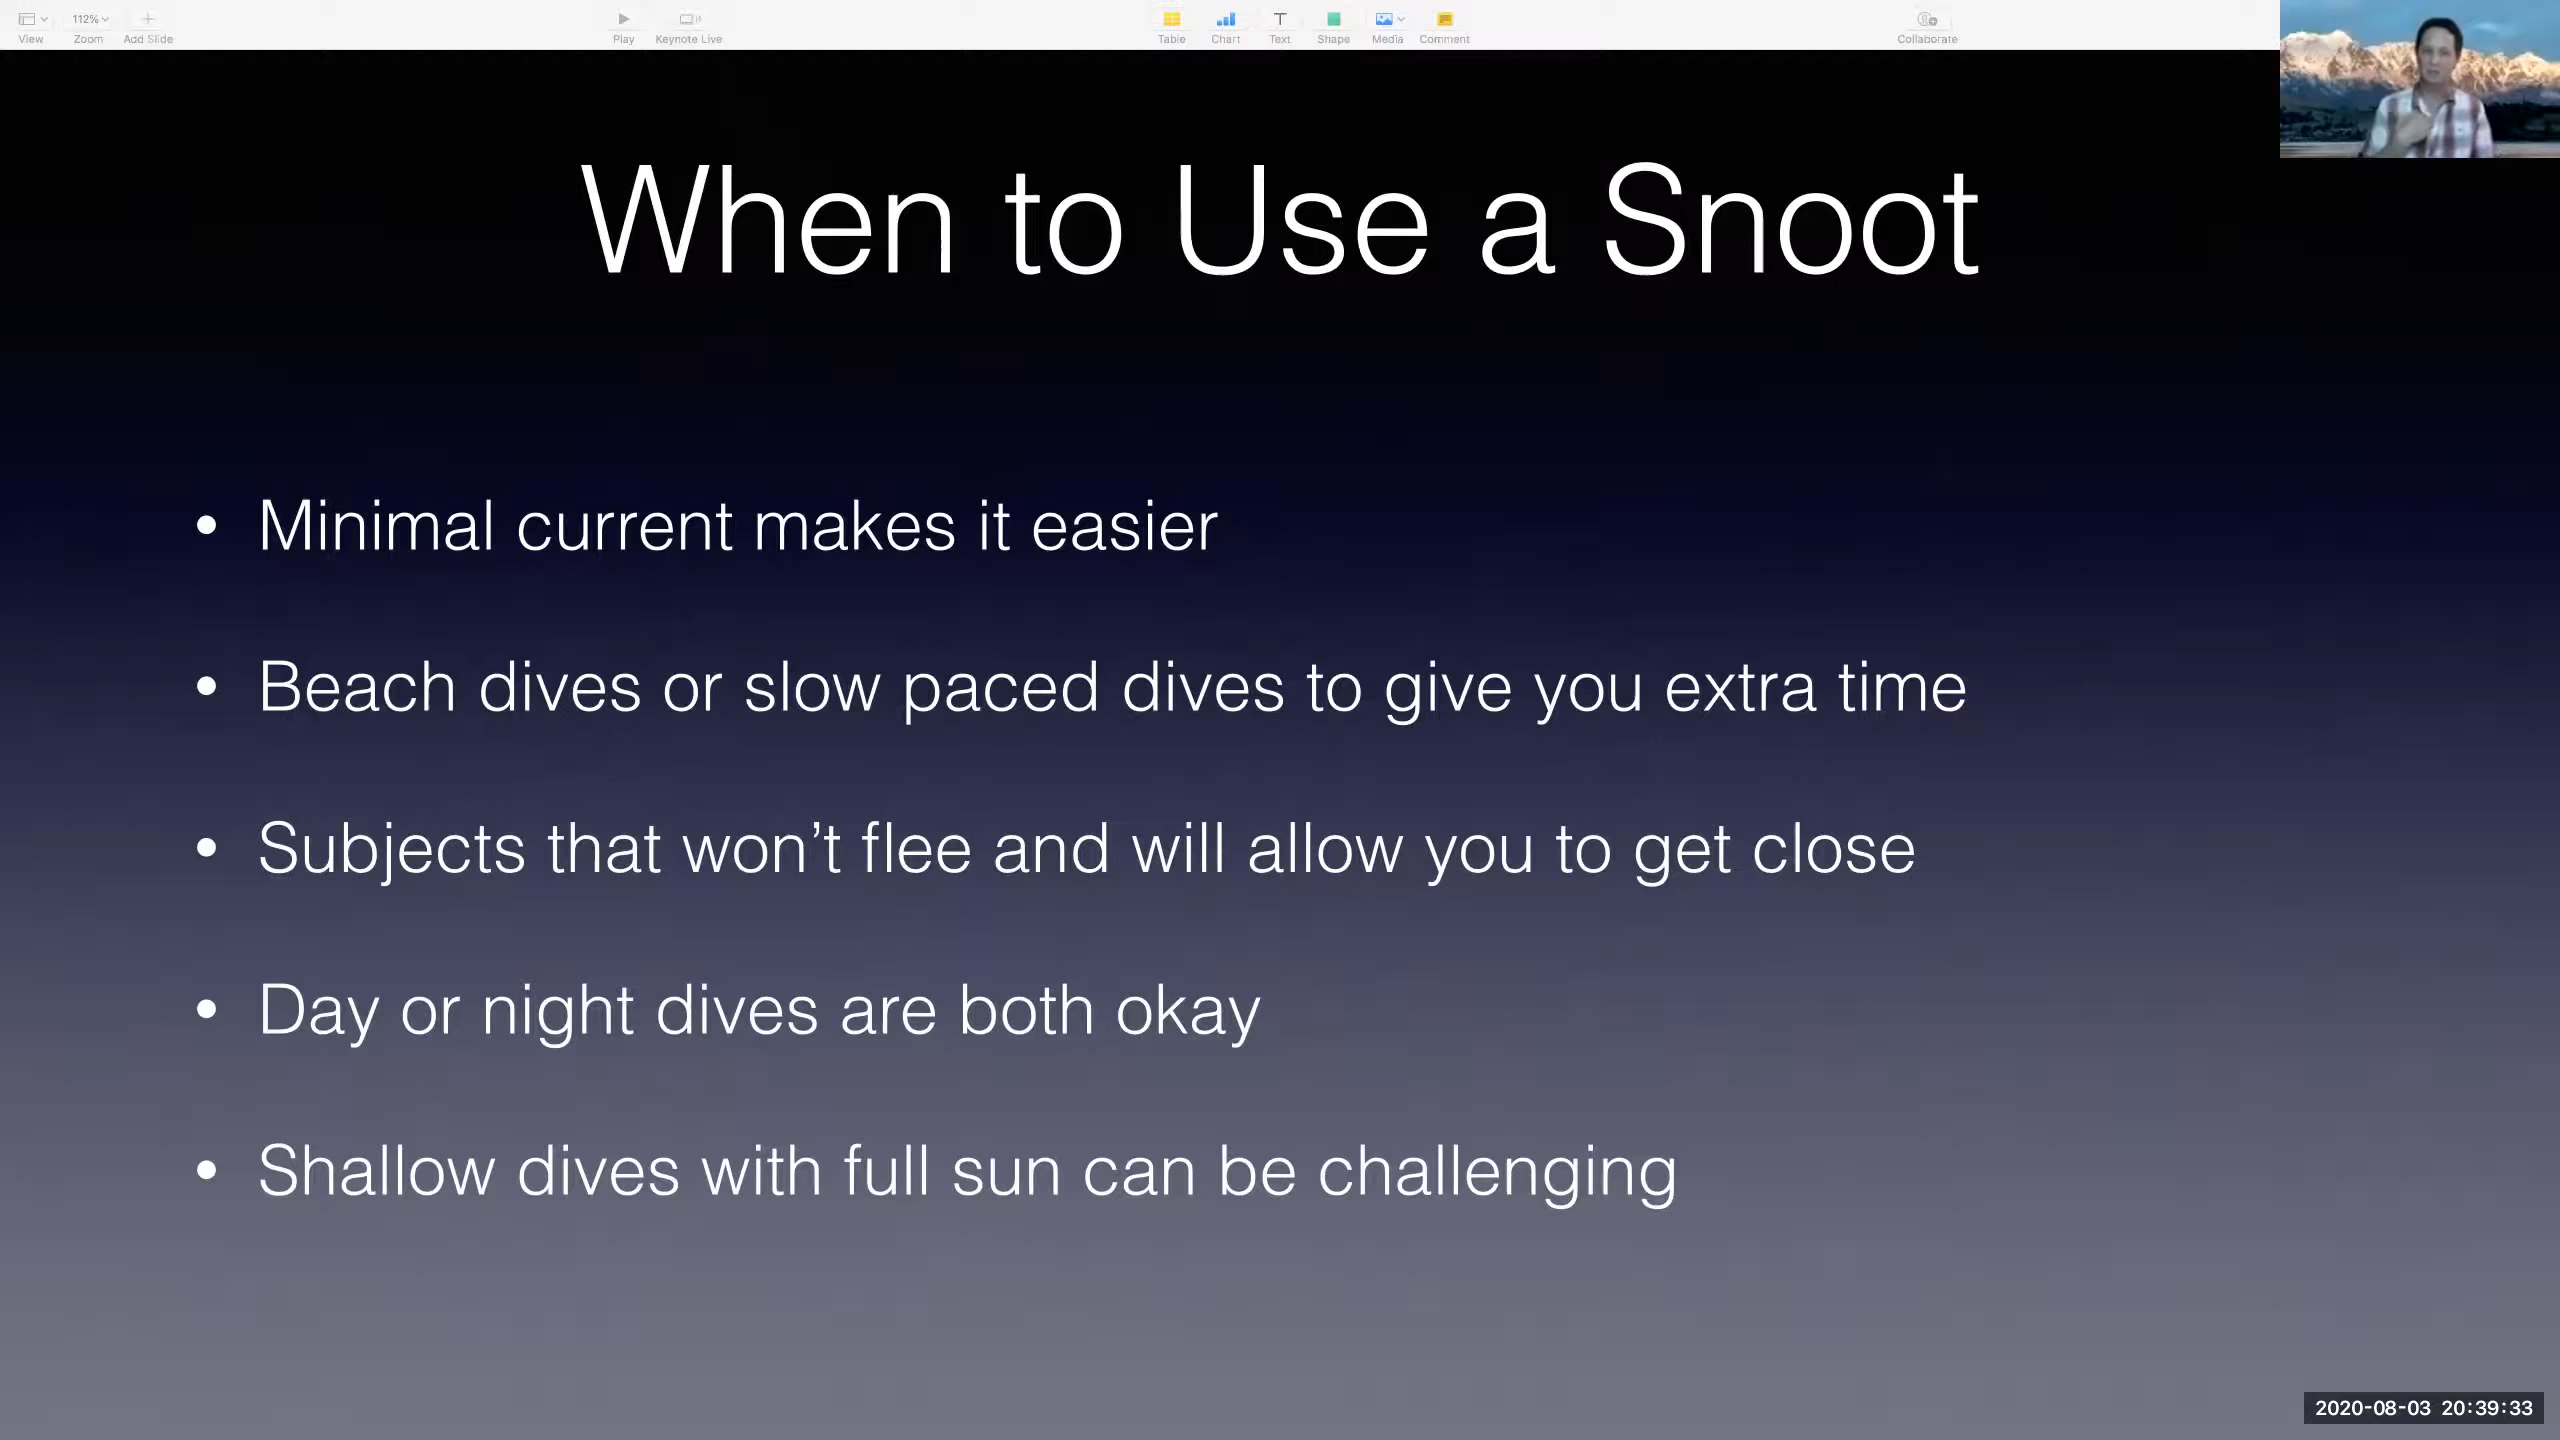 112%
View
Zoom
Add Slide
Play
Keynote Live
Table
Chart
Text
Shape
Media
Comment
Collaborate
When to Use a Snoot
• Minimal current makes it easier
• Beach dives or slow paced dives to give you extra time
• Subjects that won’t flee and will allow you to get close
• Day or night dives are both okay
• Shallow dives with full sun can be challenging
2020-08-03 20:39:33